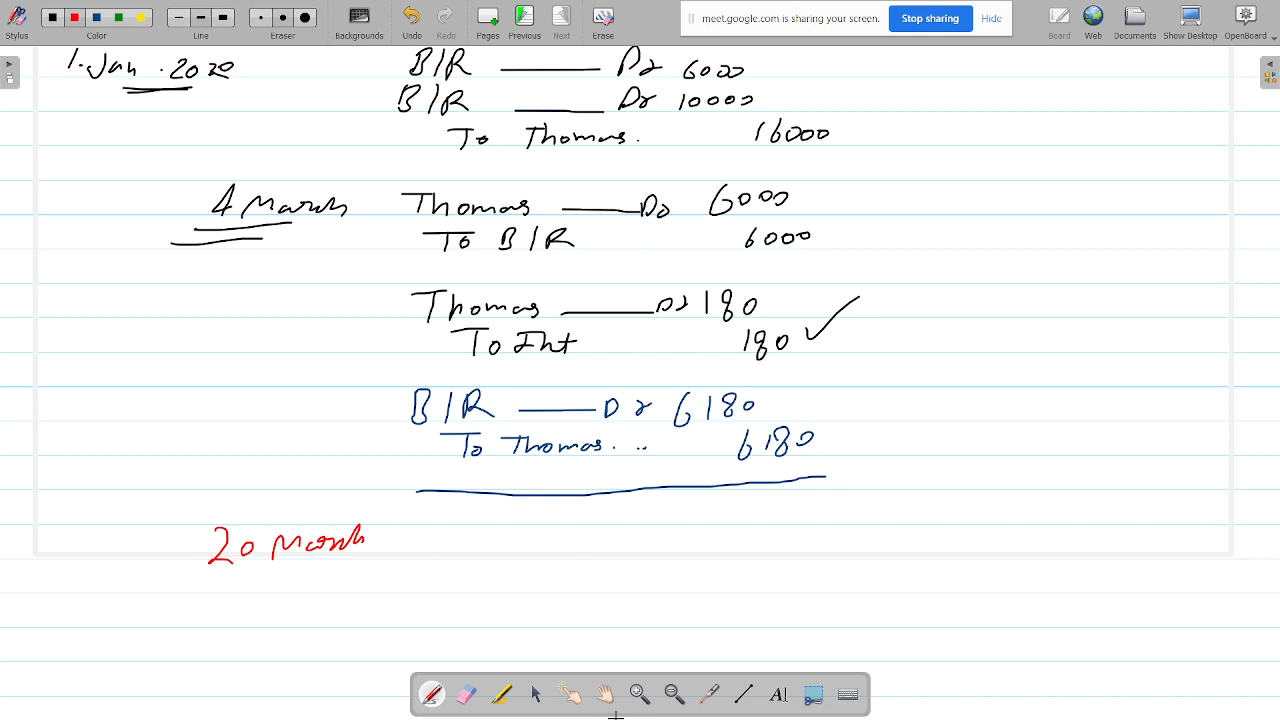 Stylus Color Line Eraser Backgrounds Undo Redo Pages Previous Next Erase meet.google.com is sharing your screen. Stop sharing Hide Board Web Documents Show Desktop OpenBoard
1. Jan . 2020 B/R Dr 6000
B/R Dr 10000
To Thomas. 16000
4 March Thomas Dr 6000
To B/R 6000
Thomas Dr 180
To Int 180
B/R Dr 6180
To Thomas... 6180
20 March